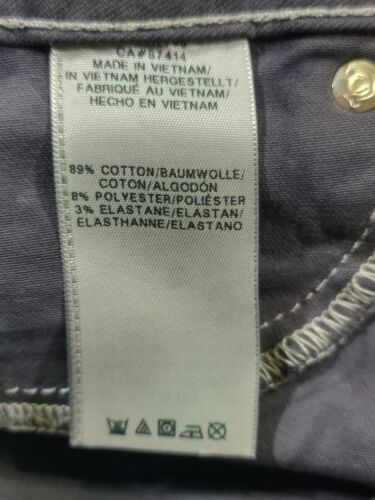 CA#87414
MADE IN VIETNAM/
IN VIETNAM HERGESTELLT/
FABRIQUÉ AU VIETNAM/
HECHO EN VIETNAM
89% COTTON/BAUMWOLLE/
COTON/ALGODÓN
8% POLYESTER/POLIÉSTER
3% ELASTANE/ELASTAN/
ELASTHANNE/ELASTANO